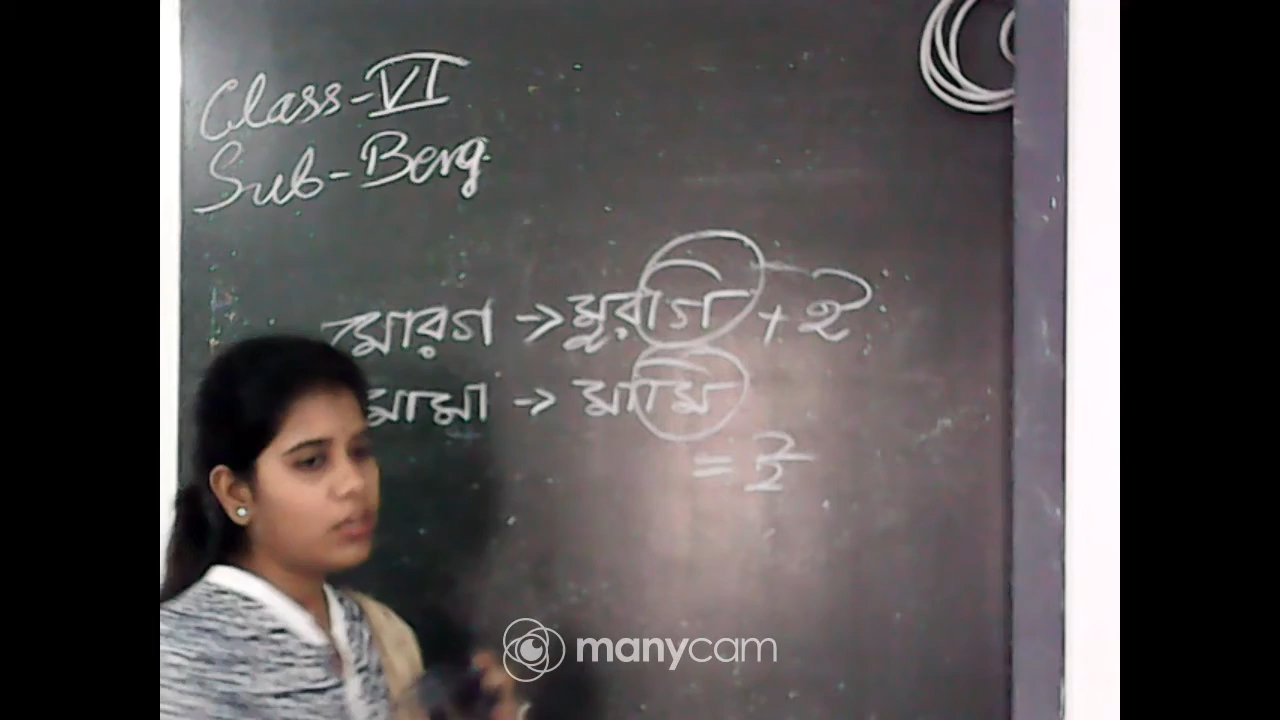 Class-VI
Sub-Beng
মোরগ → মুরগি + ই
মামা → মামি
= ই
manycam